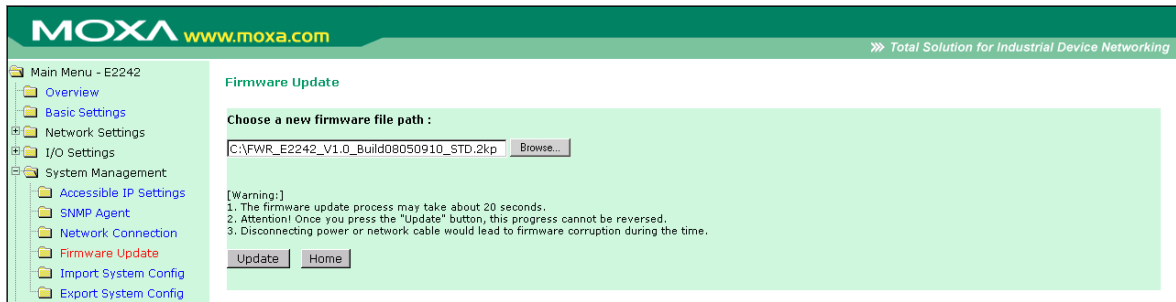 MOXA www.moxa.com
Total Solution for Industrial Device Networking
Main Menu - E2242
Overview
Basic Settings
Network Settings
I/O Settings
System Management
Accessible IP Settings
SNMP Agent
Network Connection
Firmware Update
Import System Config
Export System Config
Firmware Update
Choose a new firmware file path :
C:\FWR_E2242_V1.0_Build08050910_STD.2kp Browse...
[Warning:]
1. The firmware update process may take about 20 seconds.
2. Attention! Once you press the "Update" button, this progress cannot be reversed.
3. Disconnecting power or network cable would lead to firmware corruption during the time.
Update Home